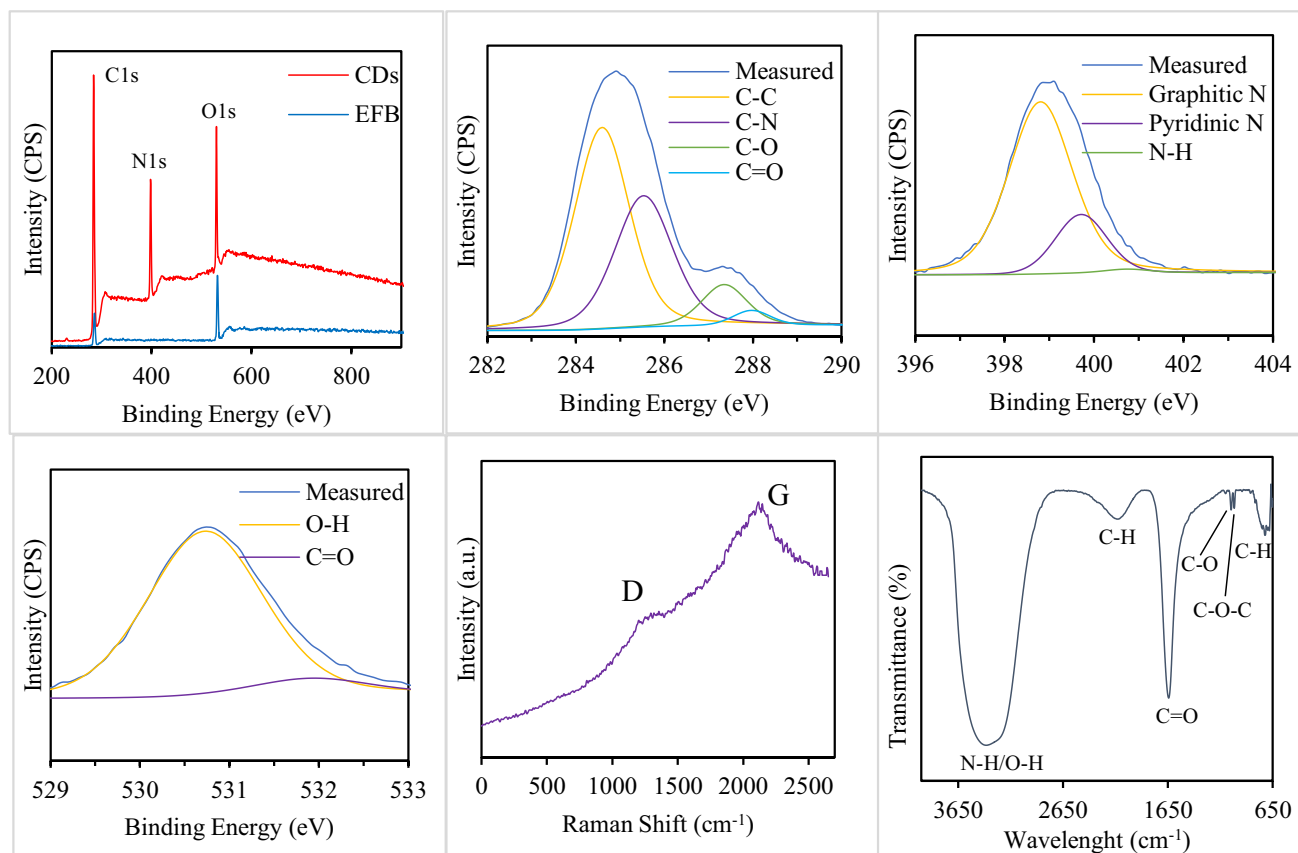 C1s
CDs
EFB
O1s
N1s
Intensity (CPS)
200 400 600 800
Binding Energy (eV)
Measured
C-C
C-N
C-O
C=O
Intensity (CPS)
282 284 286 288 290
Binding Energy (eV)
Measured
Graphitic N
Pyridinic N
N-H
Intensity (CPS)
396 398 400 402 404
Binding Energy (eV)
Measured
O-H
C=O
Intensity (CPS)
529 530 531 532 533
Binding Energy (eV)
G
D
Intensity (a.u.)
0 500 1000 1500 2000 2500
Raman Shift (cm-1)
C-H
C-O
C-H
C-O-C
C=O
N-H/O-H
Transmittance (%)
3650 2650 1650 650
Wavelenght (cm-1)